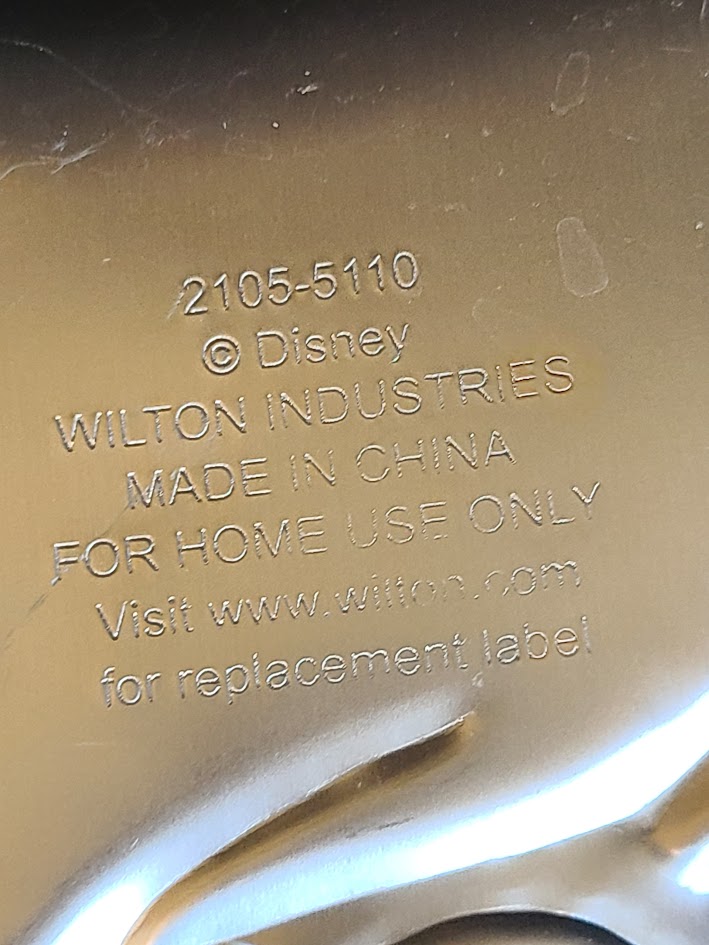 2105-5110
© Disney
WILTON INDUSTRIES
MADE IN CHINA
FOR HOME USE ONLY
Visit www.wilton.com
for replacement label